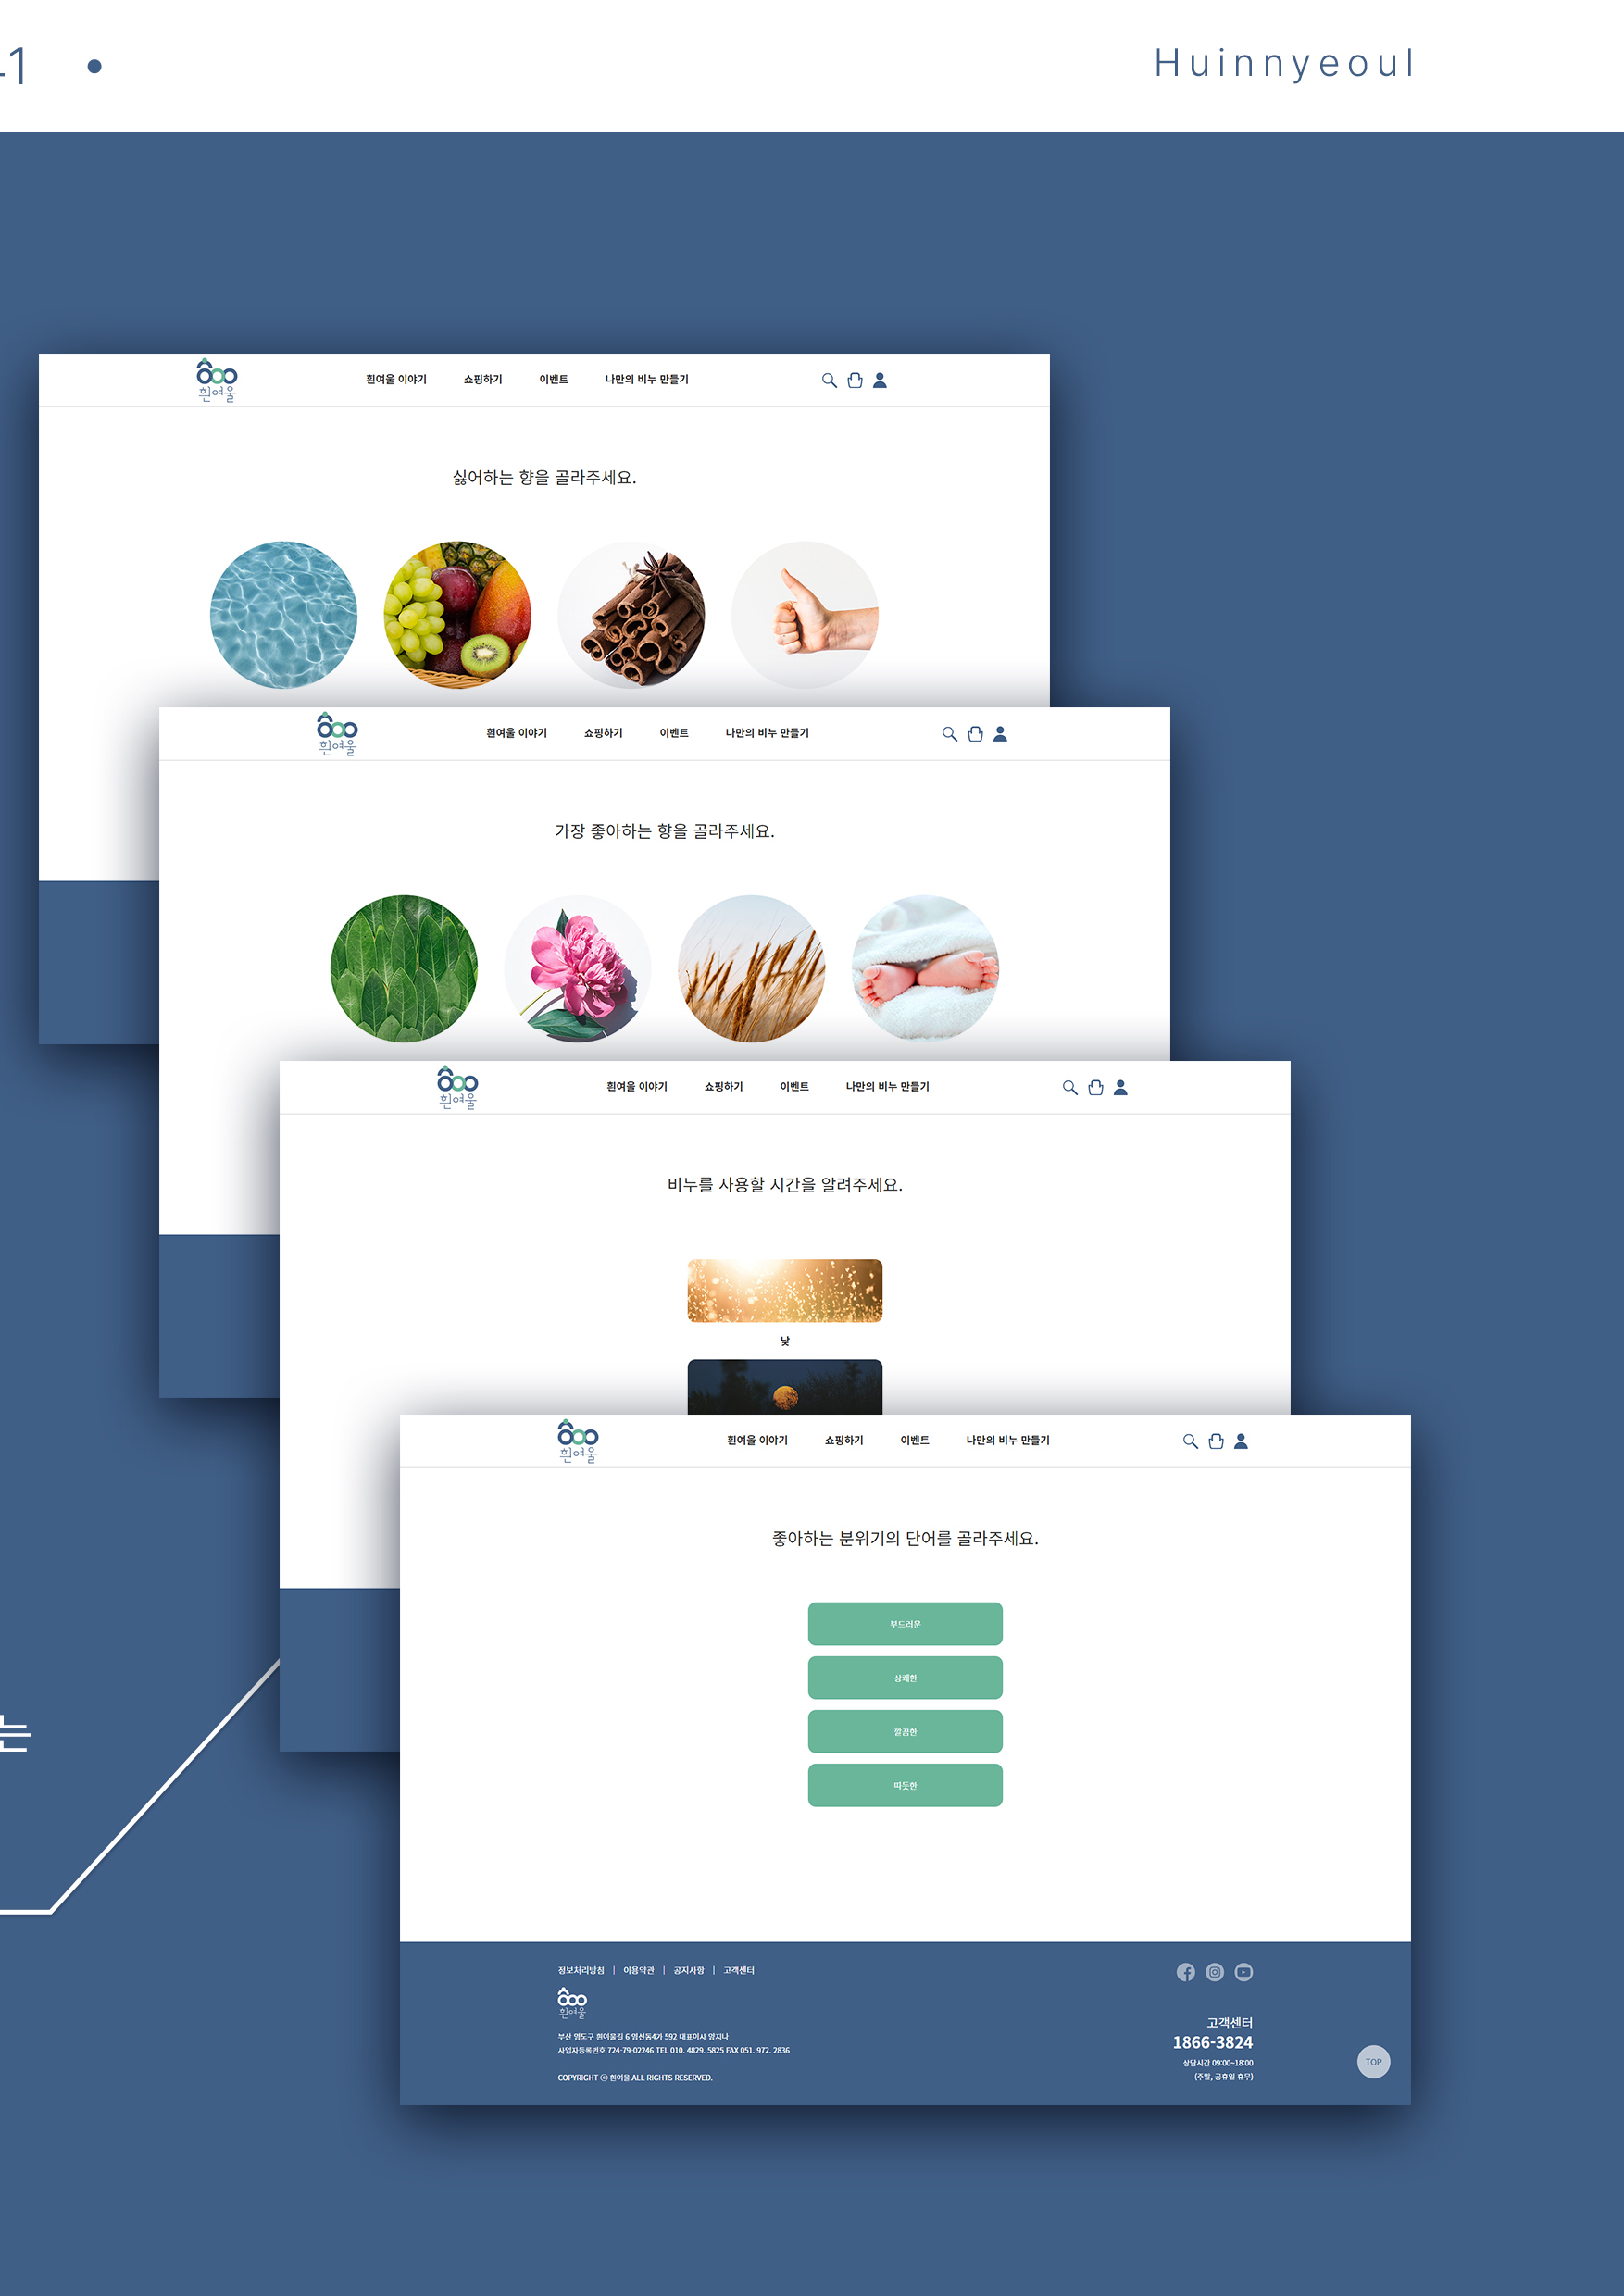 41 •
Huinnyeoul
흰여울
흰여울 이야기 쇼핑하기 이벤트 나만의 비누 만들기
싫어하는 향을 골라주세요.
흰여울
흰여울 이야기 쇼핑하기 이벤트 나만의 비누 만들기
가장 좋아하는 향을 골라주세요.
흰여울
흰여울 이야기 쇼핑하기 이벤트 나만의 비누 만들기
비누를 사용할 시간을 알려주세요.
낮
흰여울
흰여울 이야기 쇼핑하기 이벤트 나만의 비누 만들기
좋아하는 분위기의 단어를 골라주세요.
부드러운
상쾌한
깔끔한
따듯한
는
정보처리방침 | 이용약관 | 공지사항 | 고객센터
흰여울
부산 영도구 흰여울길 6 영선동4가 592 대표이사 양지나
사업자등록번호 724-79-02246 TEL 010. 4829. 5825 FAX 051. 972. 2836
COPYRIGHT ⓒ 흰여울.ALL RIGHTS RESERVED.
고객센터
1866-3824
상담시간 09:00~18:00
(주말, 공휴일 휴무)
TOP